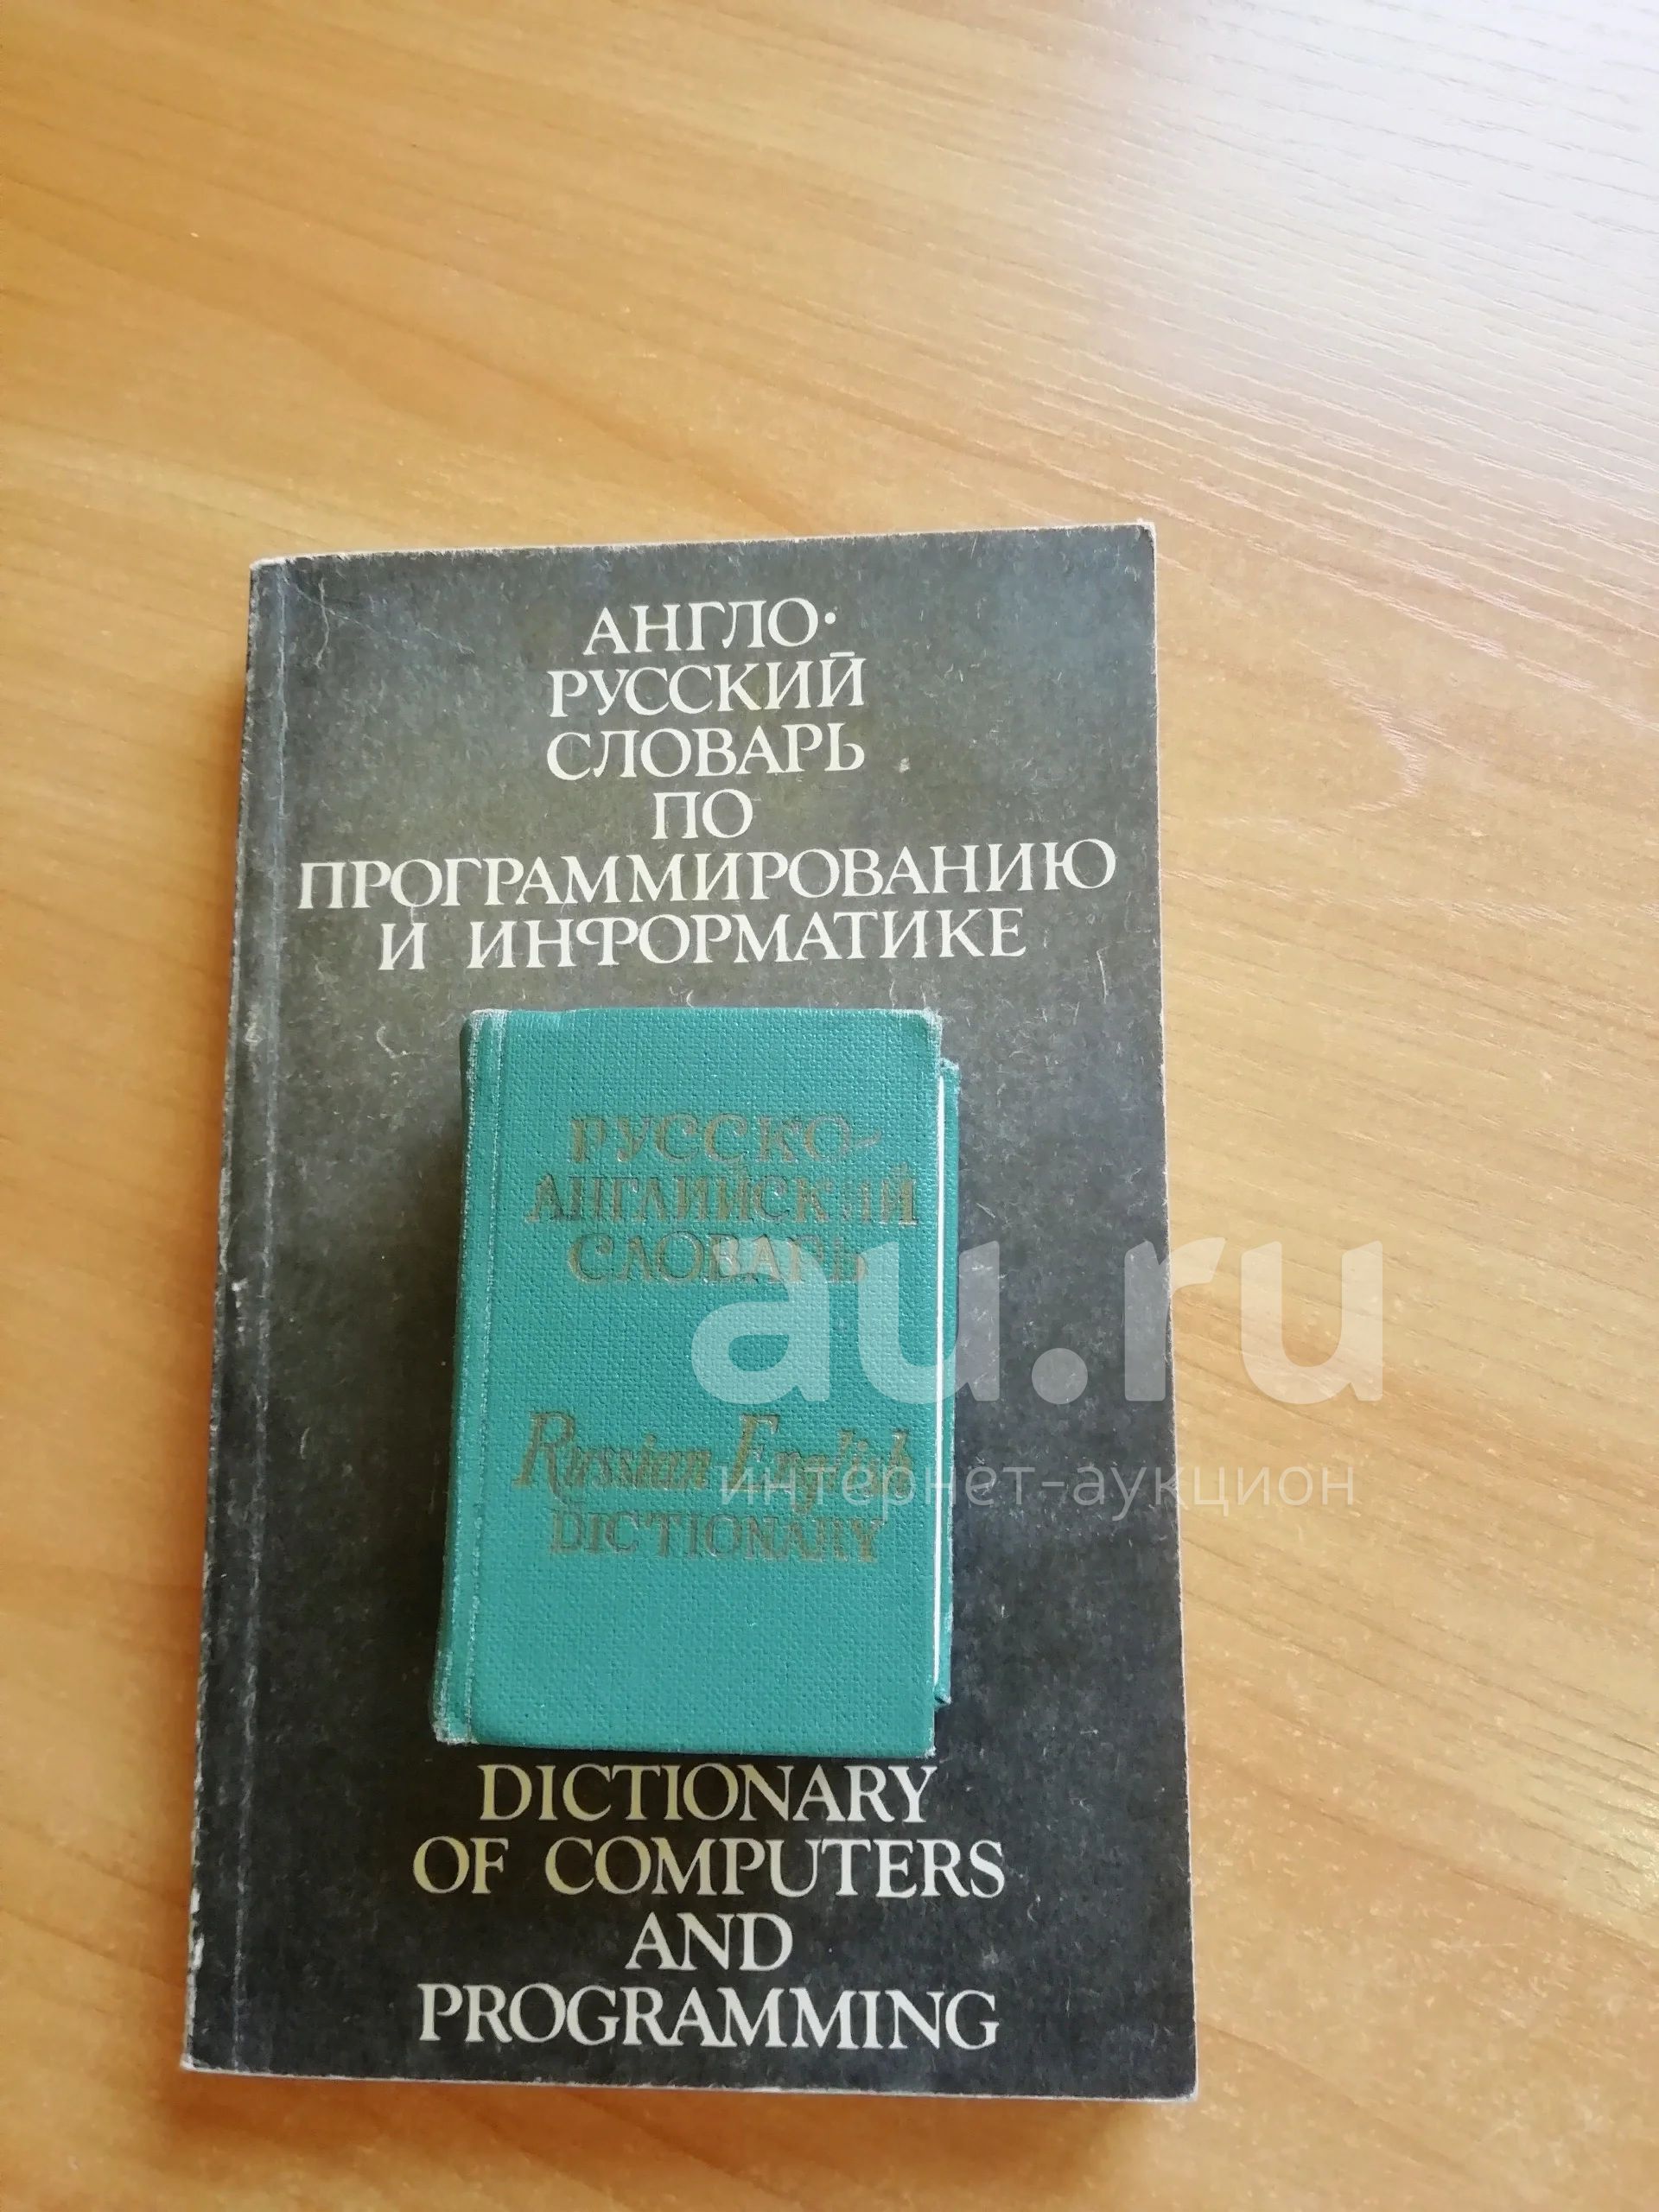 АНГЛО-
РУССКИЙ
СЛОВАРЬ
ПО
ПРОГРАММИРОВАНИЮ
И ИНФОРМАТИКЕ
РУССКО-
АНГЛИЙСКИЙ
СЛОВАРЬ
au.ru
Russian English
интернет-аукцион
DICTIONARY
DICTIONARY
OF COMPUTERS
AND
PROGRAMMING